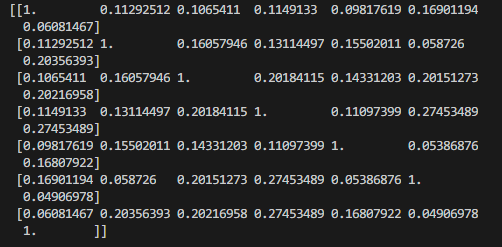 [[1.         0.11292512 0.1065411  0.1149133  0.09817619 0.16901194
  0.06081467]
 [0.11292512 1.         0.16057946 0.13114497 0.15502011 0.058726
  0.20356393]
 [0.1065411  0.16057946 1.         0.20184115 0.14331203 0.20151273
  0.20216958]
 [0.1149133  0.13114497 0.20184115 1.         0.11097399 0.27453489
  0.27453489]
 [0.09817619 0.15502011 0.14331203 0.11097399 1.         0.05386876
  0.16807922]
 [0.16901194 0.058726   0.20151273 0.27453489 0.05386876 1.
  0.04906978]
 [0.06081467 0.20356393 0.20216958 0.27453489 0.16807922 0.04906978
  1.        ]]